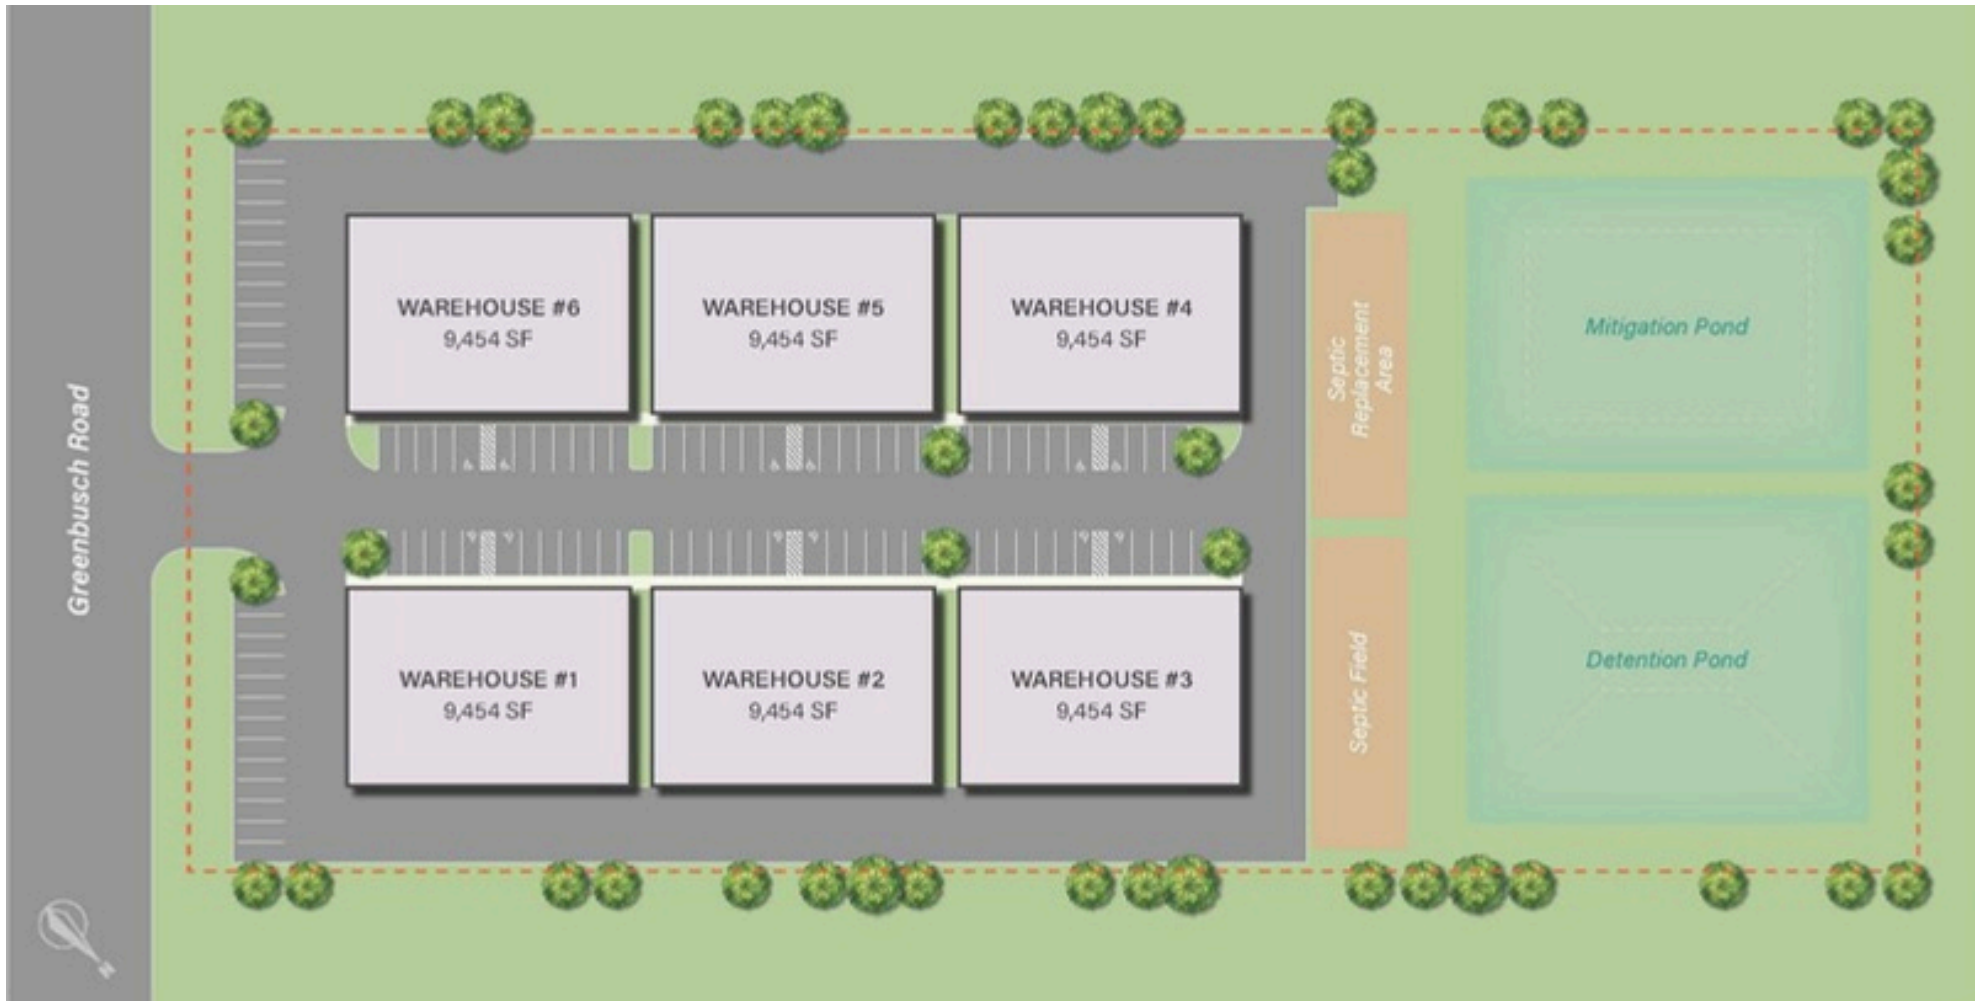 WAREHOUSE #6
9,454 SF
WAREHOUSE #5
9,454 SF
WAREHOUSE #4
9,454 SF
Septic
Replacement
Area
Mitigation Pond
Greenbusch Road
WAREHOUSE #1
9,454 SF
WAREHOUSE #2
9,454 SF
WAREHOUSE #3
9,454 SF
Septic Field
Detention Pond
N